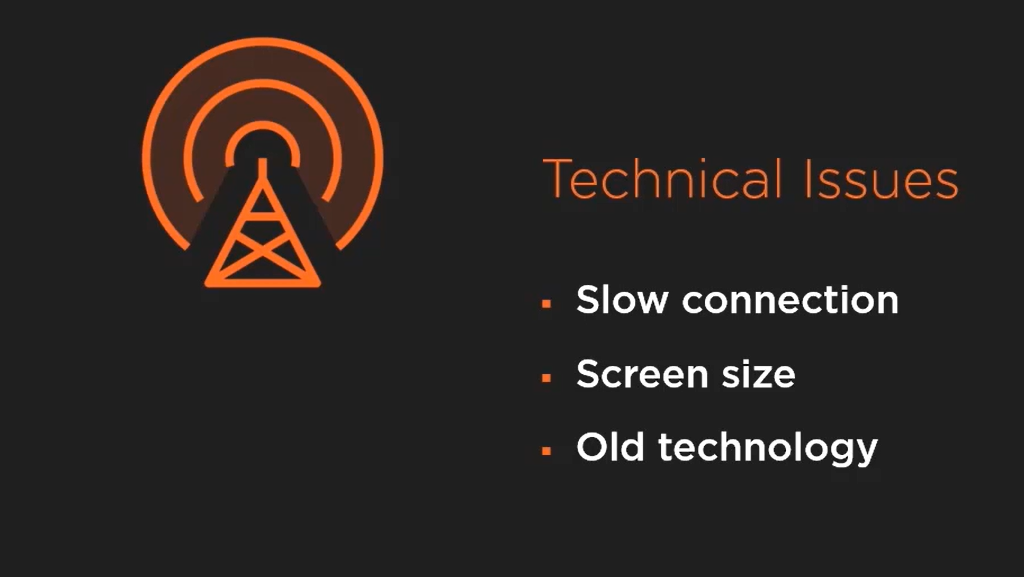 Technical Issues
Slow connection
Screen size
Old technology